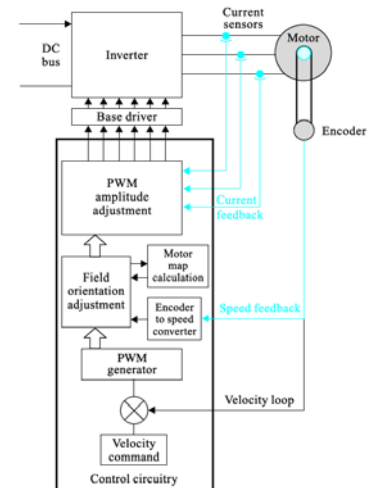 Current
sensors
DC
bus
Inverter
Motor
Base driver
Encoder
PWM
amplitude
adjustment
Current
feedback
Motor
map
calculation
Field
orientation
adjustment
Encoder
to speed
converter
Speed feedback
PWM
generator
Velocity loop
Velocity
command
Control circuitry